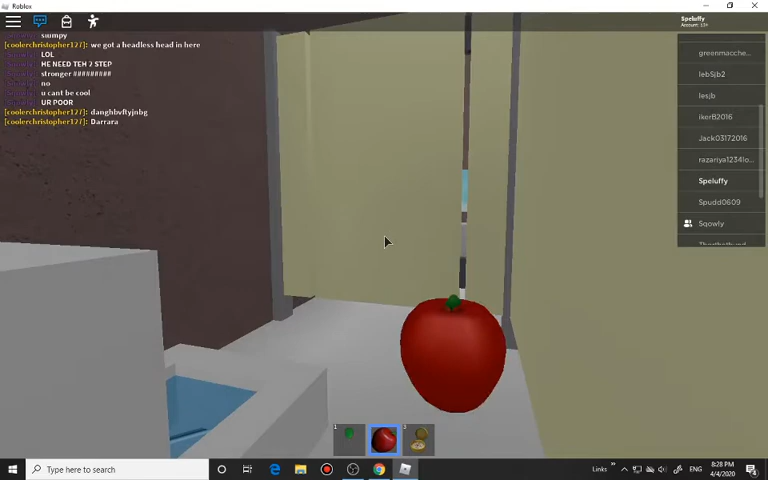 Roblox
Speluffy
Account: 13+
stumpy
[coolerchristopher127]: we got a headless head in here
LOL
HE NEED TEH 2 STEP
stronger #########
no
u cant be cool
UR POOR
[coolerchristopher127]: danghbvftyjnbg
[coolerchristopher127]: Darrara
greenmacche...
lebSjb2
lesjb
ikerB2016
Jack03172016
razariya1234lo...
Speluffy
Spudd0609
Sqowly
1
3
Type here to search
Links
ENG
8:28 PM
4/4/2020